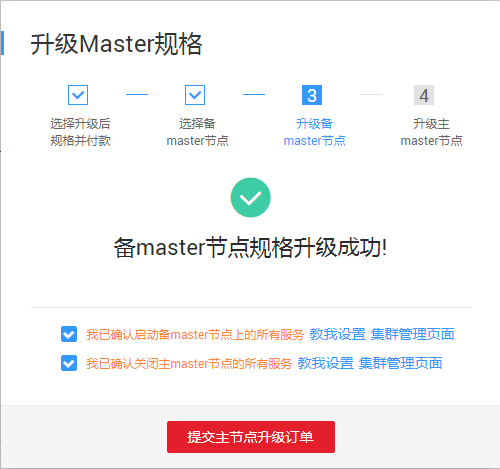 升级Master规格
3
4
选择升级后
规格并付款
选择备
master节点
升级备
master节点
升级主
master节点
备master节点规格升级成功!
我已确认启动备master节点上的所有服务 教我设置 集群管理页面
我已确认关闭主master节点的所有服务 教我设置 集群管理页面
提交主节点升级订单